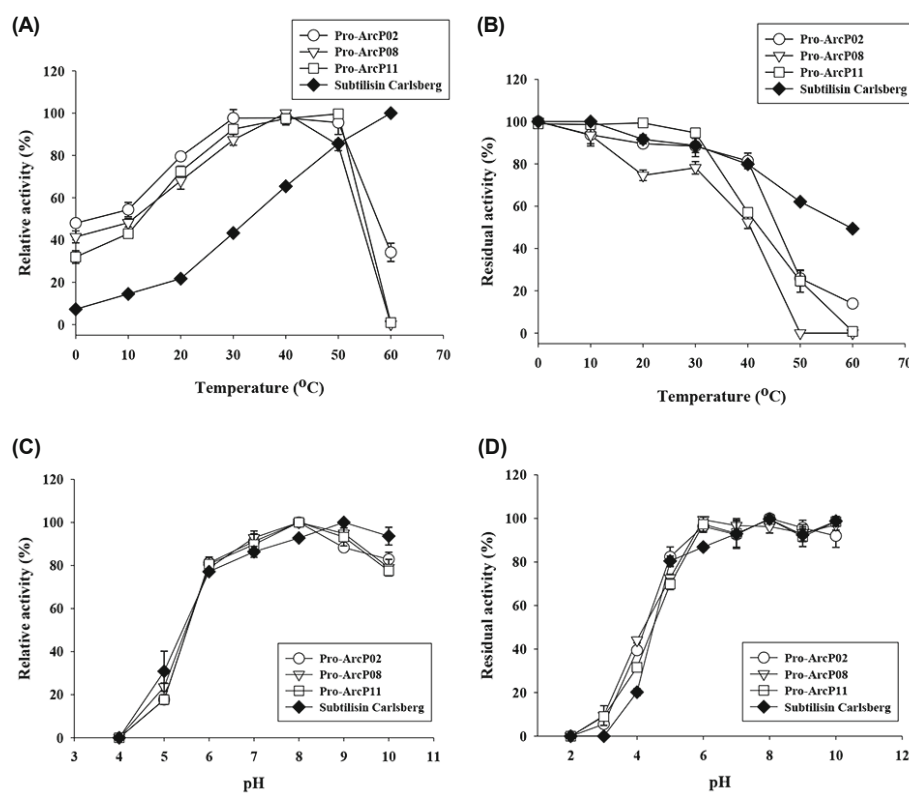 (A)
Pro-ArcP02
Pro-ArcP08
Pro-ArcP11
Subtilisin Carlsberg
120
100
80
60
40
20
0
Relative activity (%)
0 10 20 30 40 50 60 70
Temperature (⁰C)
(B)
Pro-ArcP02
Pro-ArcP08
Pro-ArcP11
Subtilisin Carlsberg
120
100
80
60
40
20
0
Residual activity (%)
0 10 20 30 40 50 60 70
Temperature (⁰C)
(C)
120
100
80
60
40
20
0
Relative activity (%)
Pro-ArcP02
Pro-ArcP08
Pro-ArcP11
Subtilisin Carlsberg
3 4 5 6 7 8 9 10 11
pH
(D)
120
100
80
60
40
20
0
Residual activity (%)
Pro-ArcP02
Pro-ArcP08
Pro-ArcP11
Subtilisin Carlsberg
2 4 6 8 10 12
pH